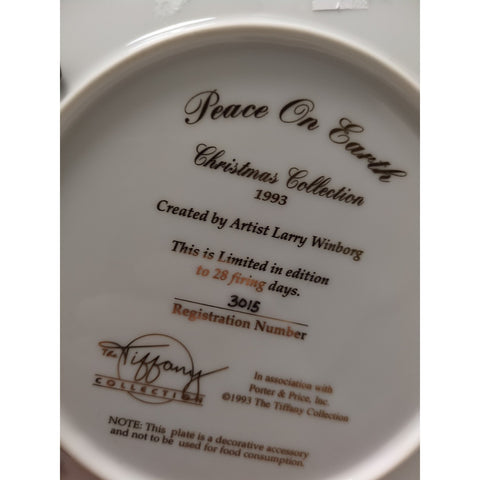 Peace On Earth
Christmas Collection
1993
Created by Artist Larry Winborg
This is Limited in edition
to 28 firing days.
3015
Registration Number
The Tiffany
COLLECTION
In association with
Porter & Price, Inc.
©1993 The Tiffany Collection
NOTE: This plate is a decorative accessory
and not to be used for food consumption.